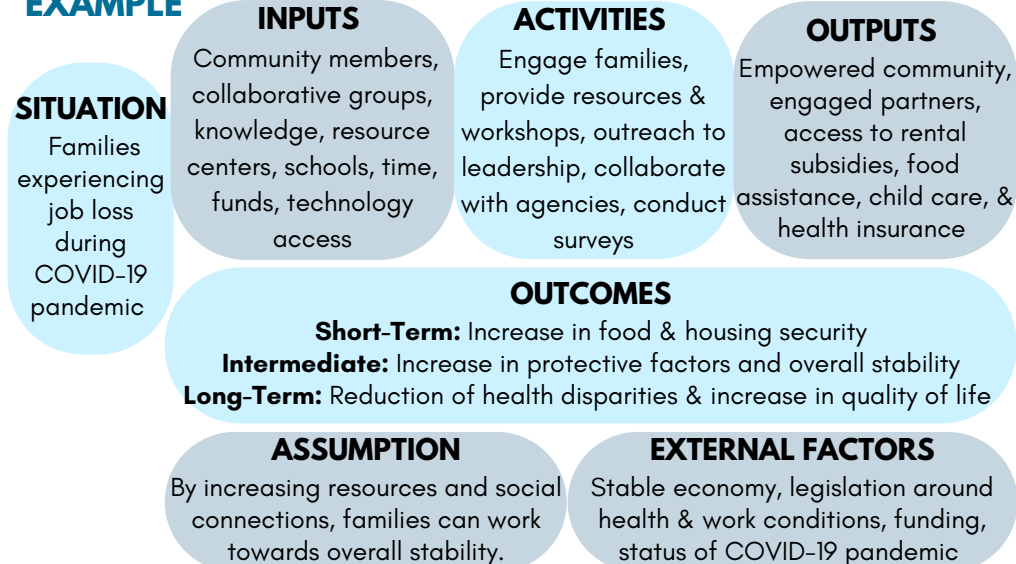 EXAMPLE
SITUATION
Families
experiencing
job loss
during
COVID-19
pandemic
INPUTS
Community members,
collaborative groups,
knowledge, resource
centers, schools, time,
funds, technology
access
ACTIVITIES
Engage families,
provide resources &
workshops, outreach to
leadership, collaborate
with agencies, conduct
surveys
OUTPUTS
Empowered community,
engaged partners,
access to rental
subsidies, food
assistance, child care, &
health insurance
OUTCOMES
Short-Term: Increase in food & housing security
Intermediate: Increase in protective factors and overall stability
Long-Term: Reduction of health disparities & increase in quality of life
ASSUMPTION
By increasing resources and social
connections, families can work
towards overall stability.
EXTERNAL FACTORS
Stable economy, legislation around
health & work conditions, funding,
status of COVID-19 pandemic